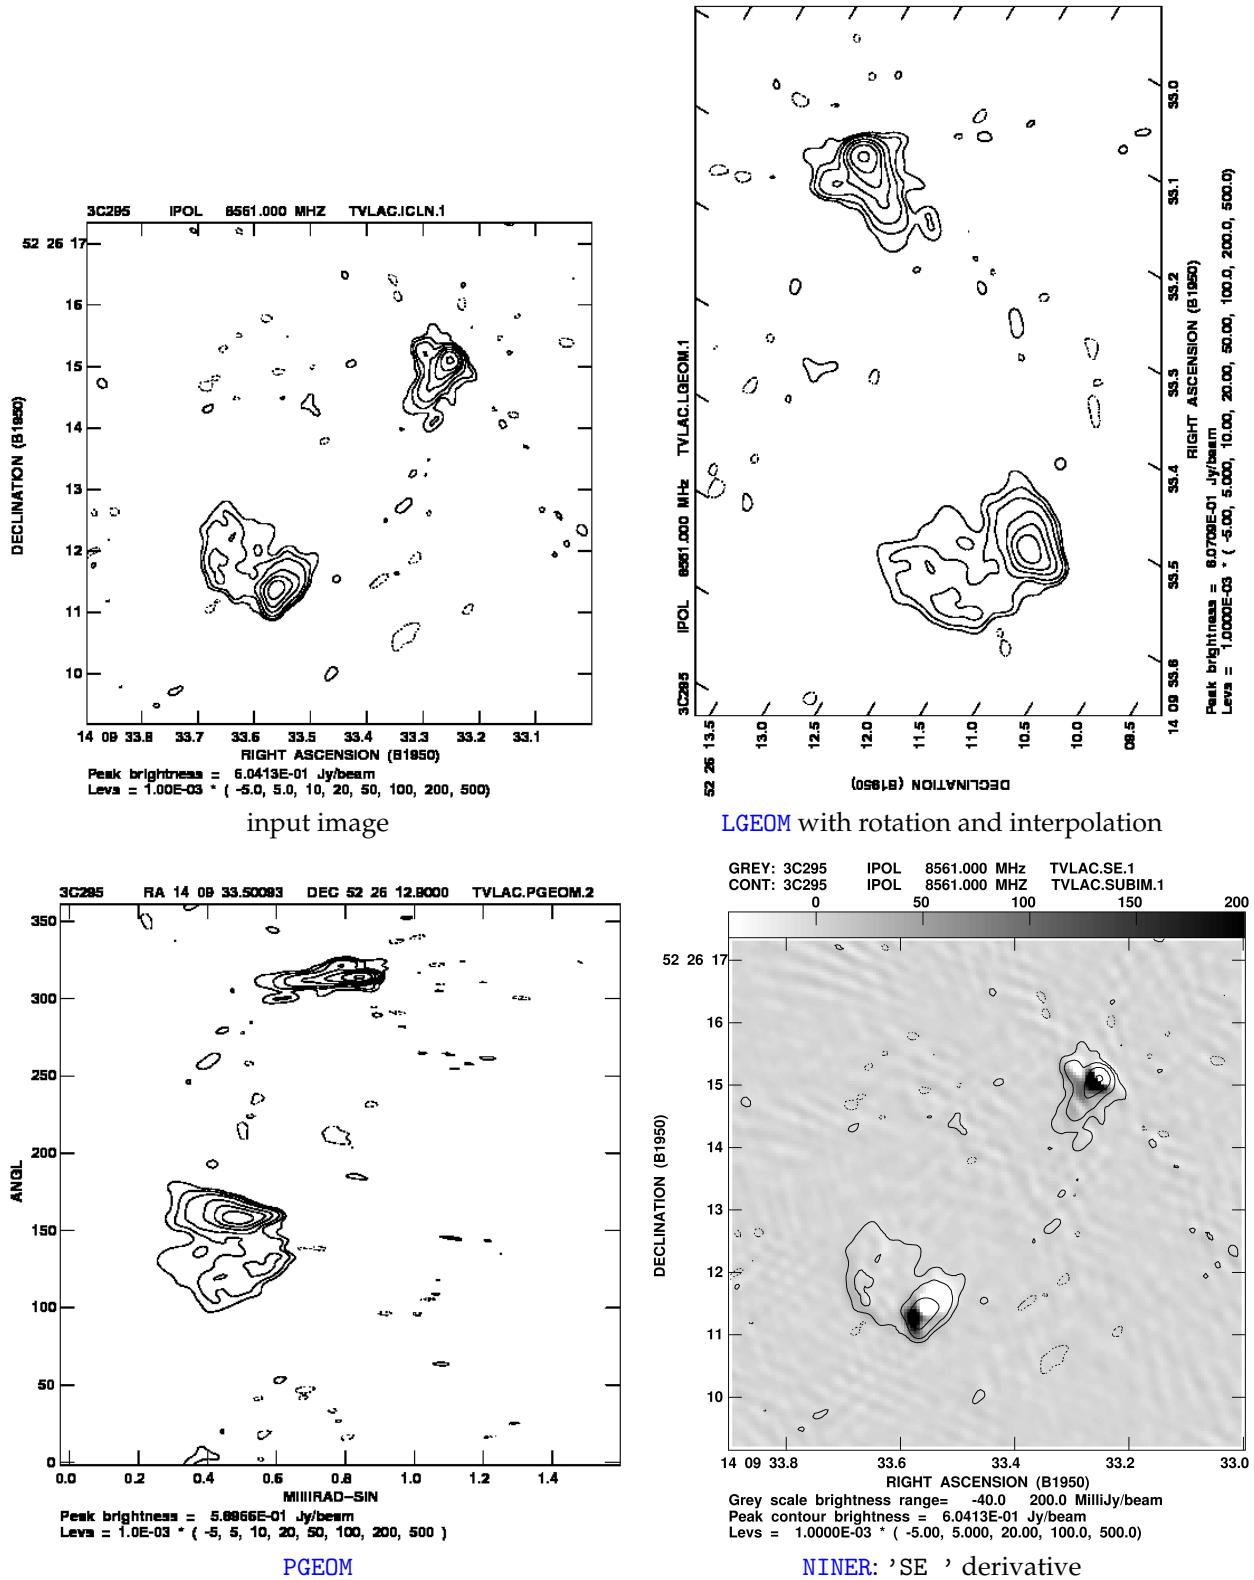 3C295 IPOL 8561.000 MHZ TVLAC.ICLN.1
52 26 17
16
15
14
13
12
11
10
DECLINATION (B1950)
14 09 33.8 33.7 33.6 33.5 33.4 33.3 33.2 33.1
RIGHT ASCENSION (B1950)
Peak brightness = 6.0413E-01 Jy/beam
Levs = 1.00E-03 * ( -5.0, 5.0, 10, 20, 50, 100, 200, 500)
input image
3C295 IPOL 8561.000 MHz TVLAC.LGEOM.1
33.0
33.1
33.2
33.3
33.4
33.5
14 09 33.6
RIGHT ASCENSION (B1950)
Peak brightness = 6.0709E-01 Jy/beam
Levs = 1.0000E-03 * ( -5.00, 5.000, 10.00, 20.00, 50.00, 100.0, 200.0, 500.0)
52 26 13.5 13.0 12.5 12.0 11.5 11.0 10.5 10.0 09.5
DECLINATION (B1950)
LGEOM with rotation and interpolation
3C295 RA 14 09 33.50093 DEC 52 26 12.9000 TVLAC.PGEOM.2
350
300
250
200
150
100
50
0
ANGL
0.0 0.2 0.4 0.6 0.8 1.0 1.2 1.4
MILLIRAD-SIN
Peak brightness = 5.8966E-01 Jy/beam
Levs = 1.0E-03 * ( -5, 5, 10, 20, 50, 100, 200, 500 )
PGEOM
GREY: 3C295 IPOL 8561.000 MHz TVLAC.SE.1
CONT: 3C295 IPOL 8561.000 MHZ TVLAC.SUBIM.1
0 50 100 150 200
52 26 17
16
15
14
13
12
11
10
DECLINATION (B1950)
14 09 33.8 33.6 33.4 33.2 33.0
RIGHT ASCENSION (B1950)
Grey scale brightness range= -40.0 200.0 MilliJy/beam
Peak contour brightness = 6.0413E-01 Jy/beam
Levs = 1.0000E-03 * ( -5.00, 5.000, 20.00, 100.0, 500.0)
NINER: 'SE ' derivative